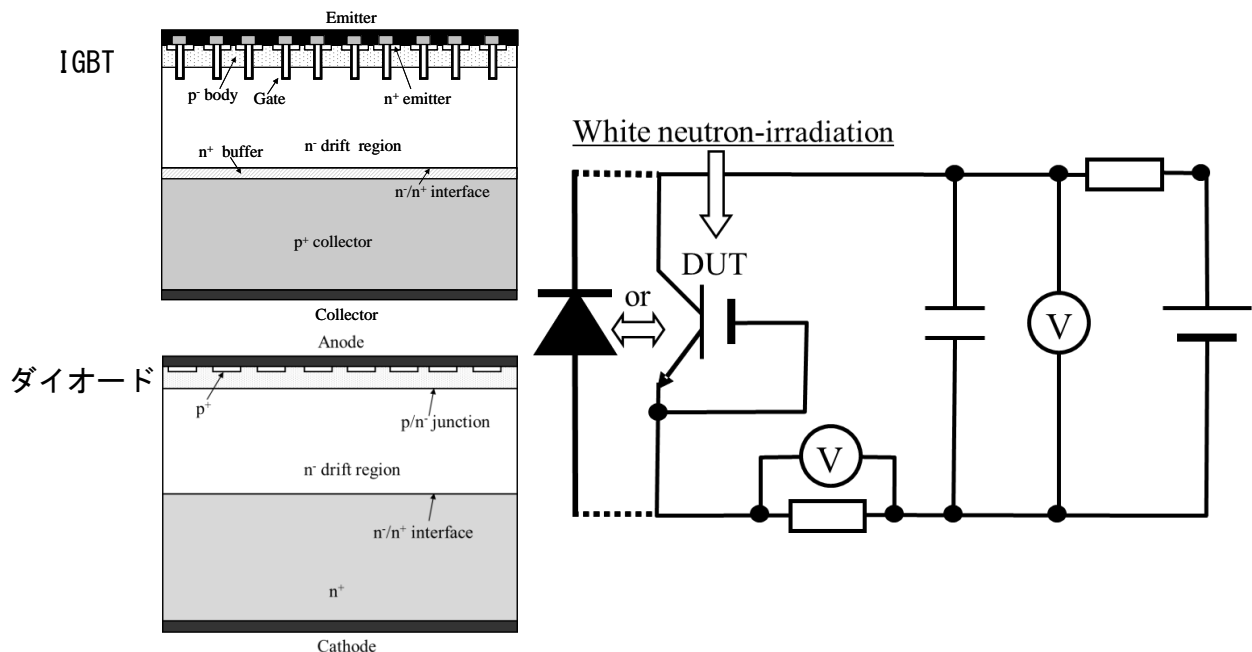 Emitter
IGBT
p⁻ body
Gate
n⁺ emitter
n⁺ buffer
n⁻ drift region
n⁻/n⁺ interface
p⁺ collector
Collector
Anode
ダイオード
p⁺
p/n⁻ junction
n⁻ drift region
n⁻/n⁺ interface
n⁺
Cathode
White neutron-irradiation
DUT
or
V
V